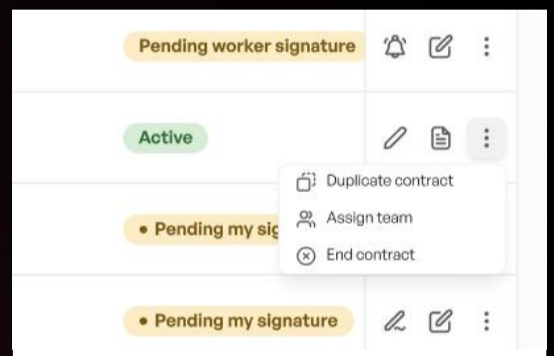 Pending worker signature
Active
Duplicate contract
Assign team
• Pending my sig
End contract
• Pending my signature